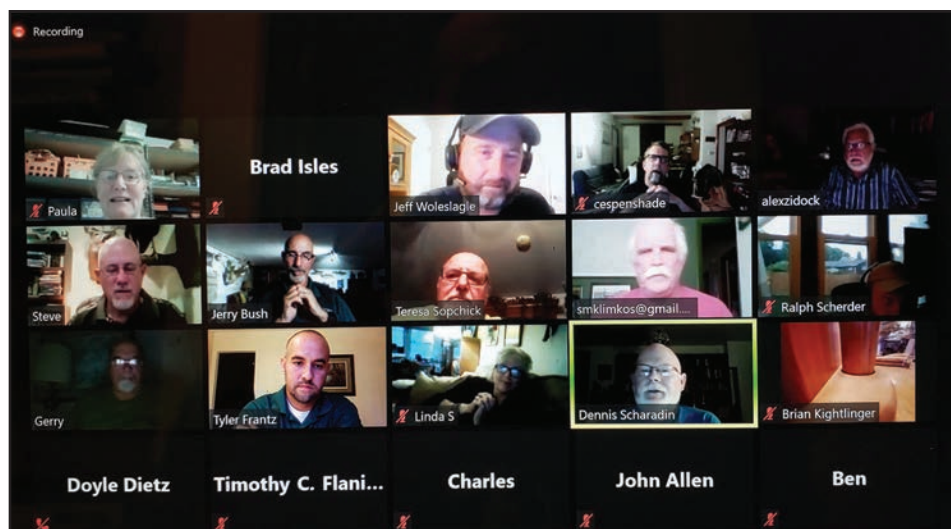 Recording
Paula
Brad Isles
Jeff Woleslagle
cespenshade
alexzidock
Steve
Jerry Bush
Teresa Sopchick
smklimkos@gmail....
Ralph Scherder
Gerry
Tyler Frantz
Linda S
Dennis Scharadin
Brian Kightlinger
Doyle Dietz
Timothy C. Flani...
Charles
John Allen
Ben